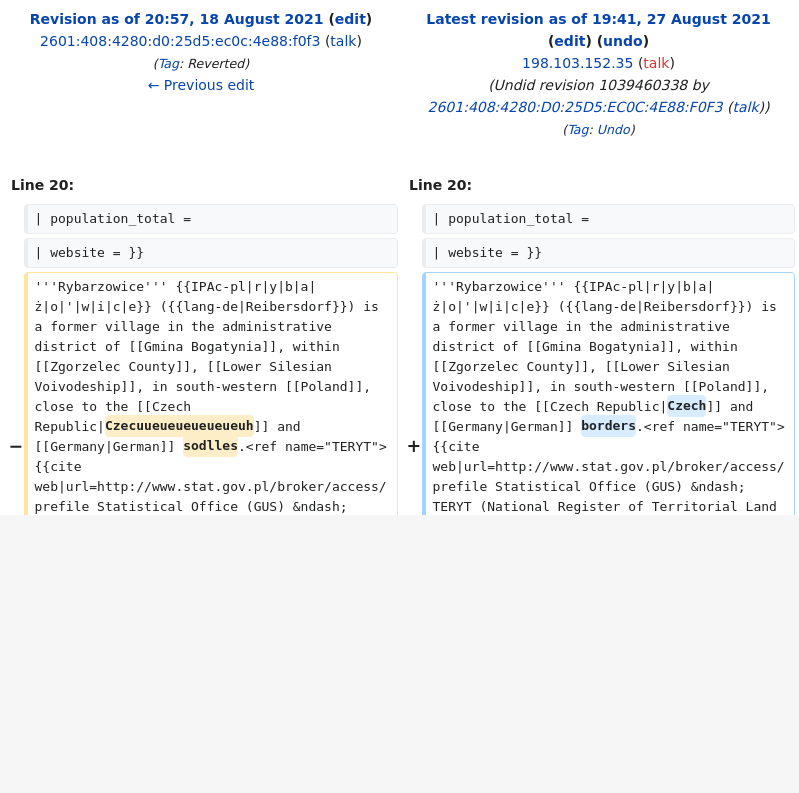 Revision as of 20:57, 18 August 2021 (edit)
2601:408:4280:d0:25d5:ec0c:4e88:f0f3 (talk)
(Tag: Reverted)
← Previous edit
Latest revision as of 19:41, 27 August 2021
(edit) (undo)
198.103.152.35 (talk)
(Undid revision 1039460338 by
2601:408:4280:D0:25D5:EC0C:4E88:F0F3 (talk))
(Tag: Undo)
Line 20:
Line 20:
| population_total =
| population_total =
| website = }}
| website = }}
'''Rybarzowice''' {{IPAc-pl|r|y|b|a|
ż|o|'|w|i|c|e}} ({{lang-de|Reibersdorf}}) is
a former village in the administrative
district of [[Gmina Bogatynia]], within
[[Zgorzelec County]], [[Lower Silesian
Voivodeship]], in south-western [[Poland]],
close to the [[Czech
Republic|Czecuueueueueueueuh]] and
− [[Germany|German]] sodlles.<ref name="TERYT">
{{cite
web|url=http://www.stat.gov.pl/broker/access/
prefile Statistical Office (GUS) &ndash;
'''Rybarzowice''' {{IPAc-pl|r|y|b|a|
ż|o|'|w|i|c|e}} ({{lang-de|Reibersdorf}}) is
a former village in the administrative
district of [[Gmina Bogatynia]], within
[[Zgorzelec County]], [[Lower Silesian
Voivodeship]], in south-western [[Poland]],
close to the [[Czech Republic|Czech]] and
[[Germany|German]] borders.<ref name="TERYT">
+ {{cite
web|url=http://www.stat.gov.pl/broker/access/
prefile Statistical Office (GUS) &ndash;
TERYT (National Register of Territorial Land